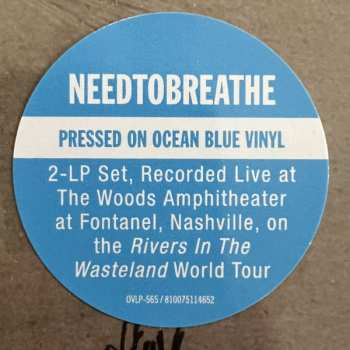 NEEDTOBREATHE
PRESSED ON OCEAN BLUE VINYL
2-LP Set, Recorded Live at
The Woods Amphitheater
at Fontanel, Nashville, on
the Rivers In The
Wasteland World Tour
OVLP-565 / 810075114652